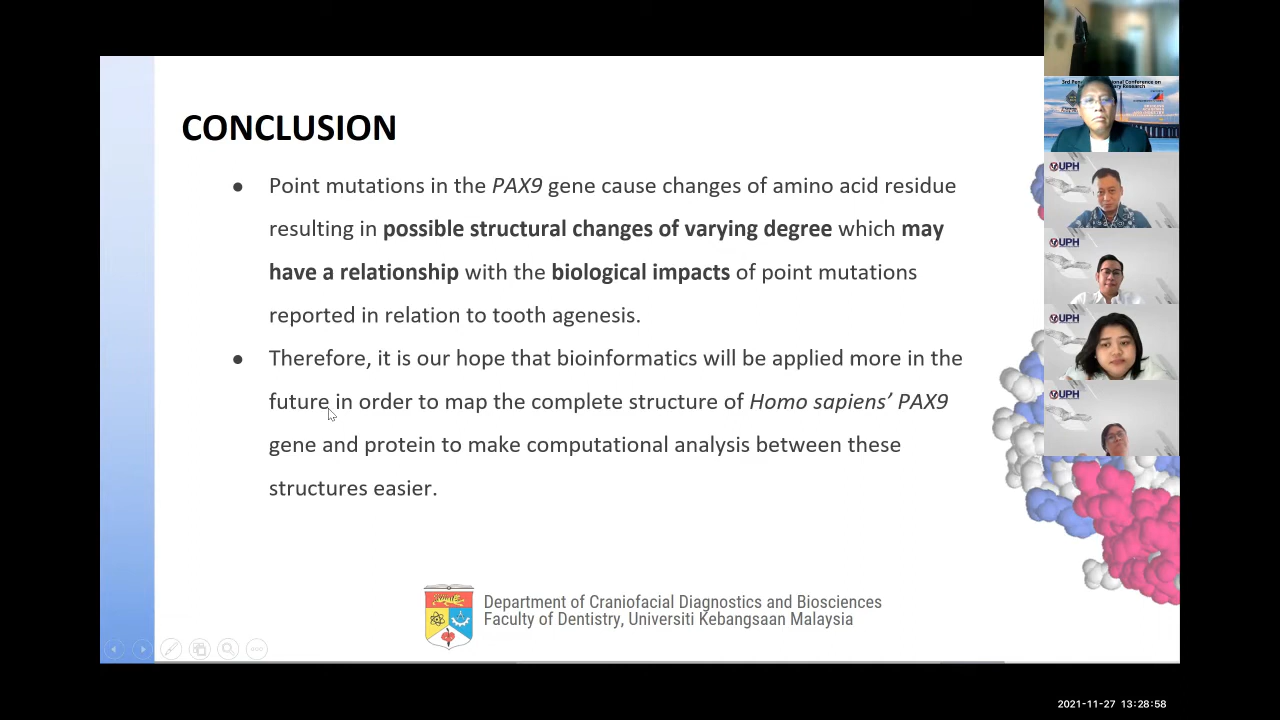 CONCLUSION
● Point mutations in the PAX9 gene cause changes of amino acid residue
resulting in possible structural changes of varying degree which may
have a relationship with the biological impacts of point mutations
reported in relation to tooth agenesis.
● Therefore, it is our hope that bioinformatics will be applied more in the
future in order to map the complete structure of Homo sapiens’ PAX9
gene and protein to make computational analysis between these
structures easier.
Department of Craniofacial Diagnostics and Biosciences
Faculty of Dentistry, Universiti Kebangsaan Malaysia
UPH
UPH
UPH
UPH
2021-11-27 13:28:58